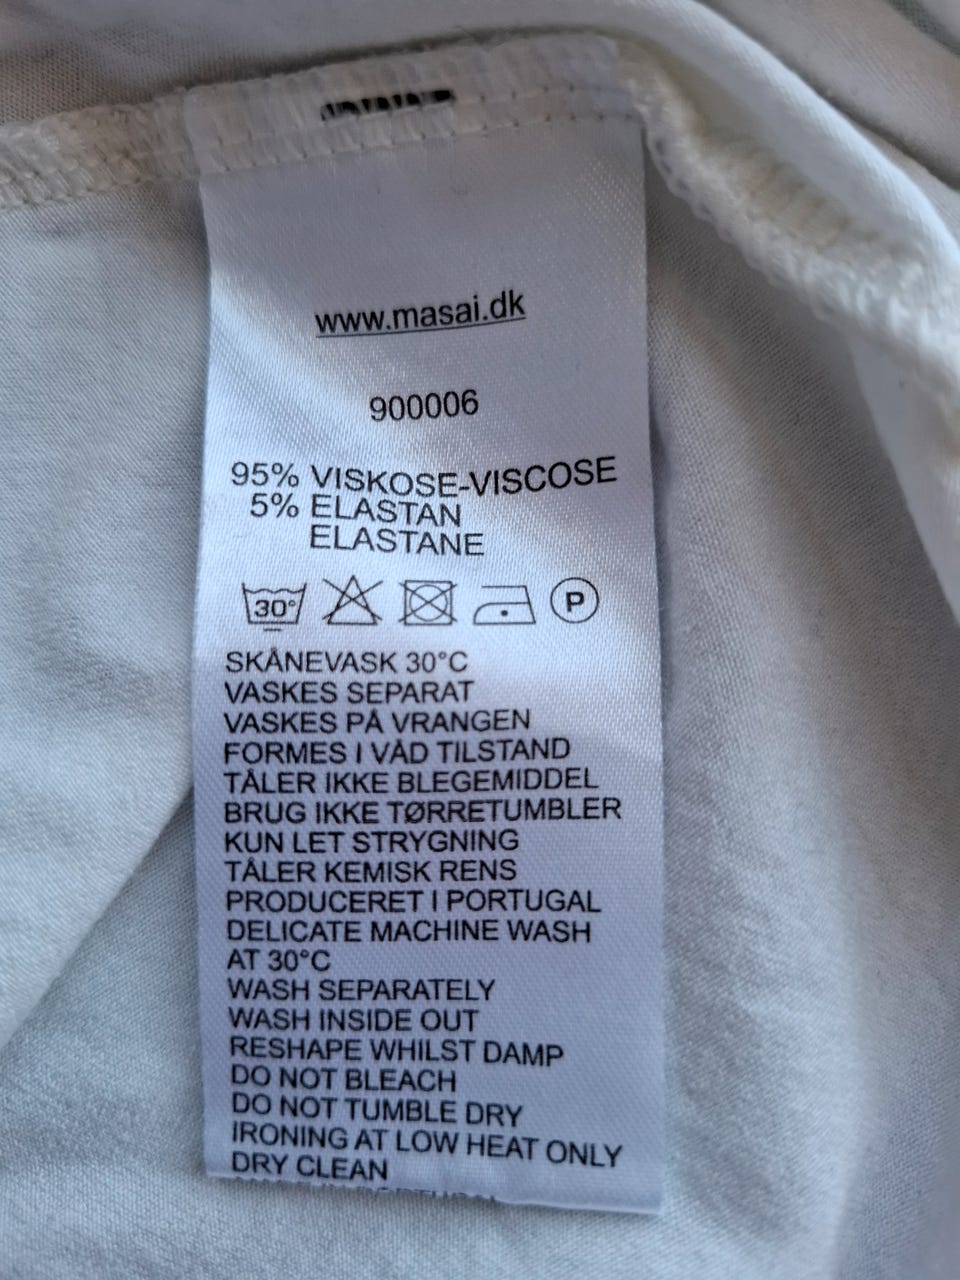 www.masai.dk
900006
95% VISKOSE-VISCOSE
5% ELASTAN
ELASTANE
30°
P
SKÅNEVASK 30°C
VASKES SEPARAT
VASKES PÅ VRANGEN
FORMES I VÅD TILSTAND
TÅLER IKKE BLEGEMIDDEL
BRUG IKKE TØRRETUMBLER
KUN LET STRYGNING
TÅLER KEMISK RENS
PRODUCERET I PORTUGAL
DELICATE MACHINE WASH
AT 30°C
WASH SEPARATELY
WASH INSIDE OUT
RESHAPE WHILST DAMP
DO NOT BLEACH
DO NOT TUMBLE DRY
IRONING AT LOW HEAT ONLY
DRY CLEAN